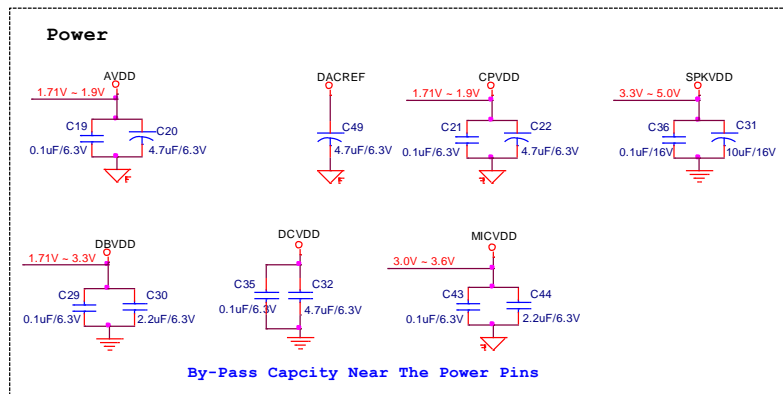 Power
AVDD
1.71V ~ 1.9V
C19
C20
0.1uF/6.3V
4.7uF/6.3V
DACREF
C49
4.7uF/6.3V
CPVDD
1.71V ~ 1.9V
C21
C22
0.1uF/6.3V
4.7uF/6.3V
SPKVDD
3.3V ~ 5.0V
C36
C31
0.1uF/16V
10uF/16V
DBVDD
1.71V ~ 3.3V
C29
C30
0.1uF/6.3V
2.2uF/6.3V
DCVDD
C35
C32
0.1uF/6.3V
4.7uF/6.3V
MICVDD
3.0V ~ 3.6V
C43
C44
0.1uF/6.3V
2.2uF/6.3V
By-Pass Capcity Near The Power Pins